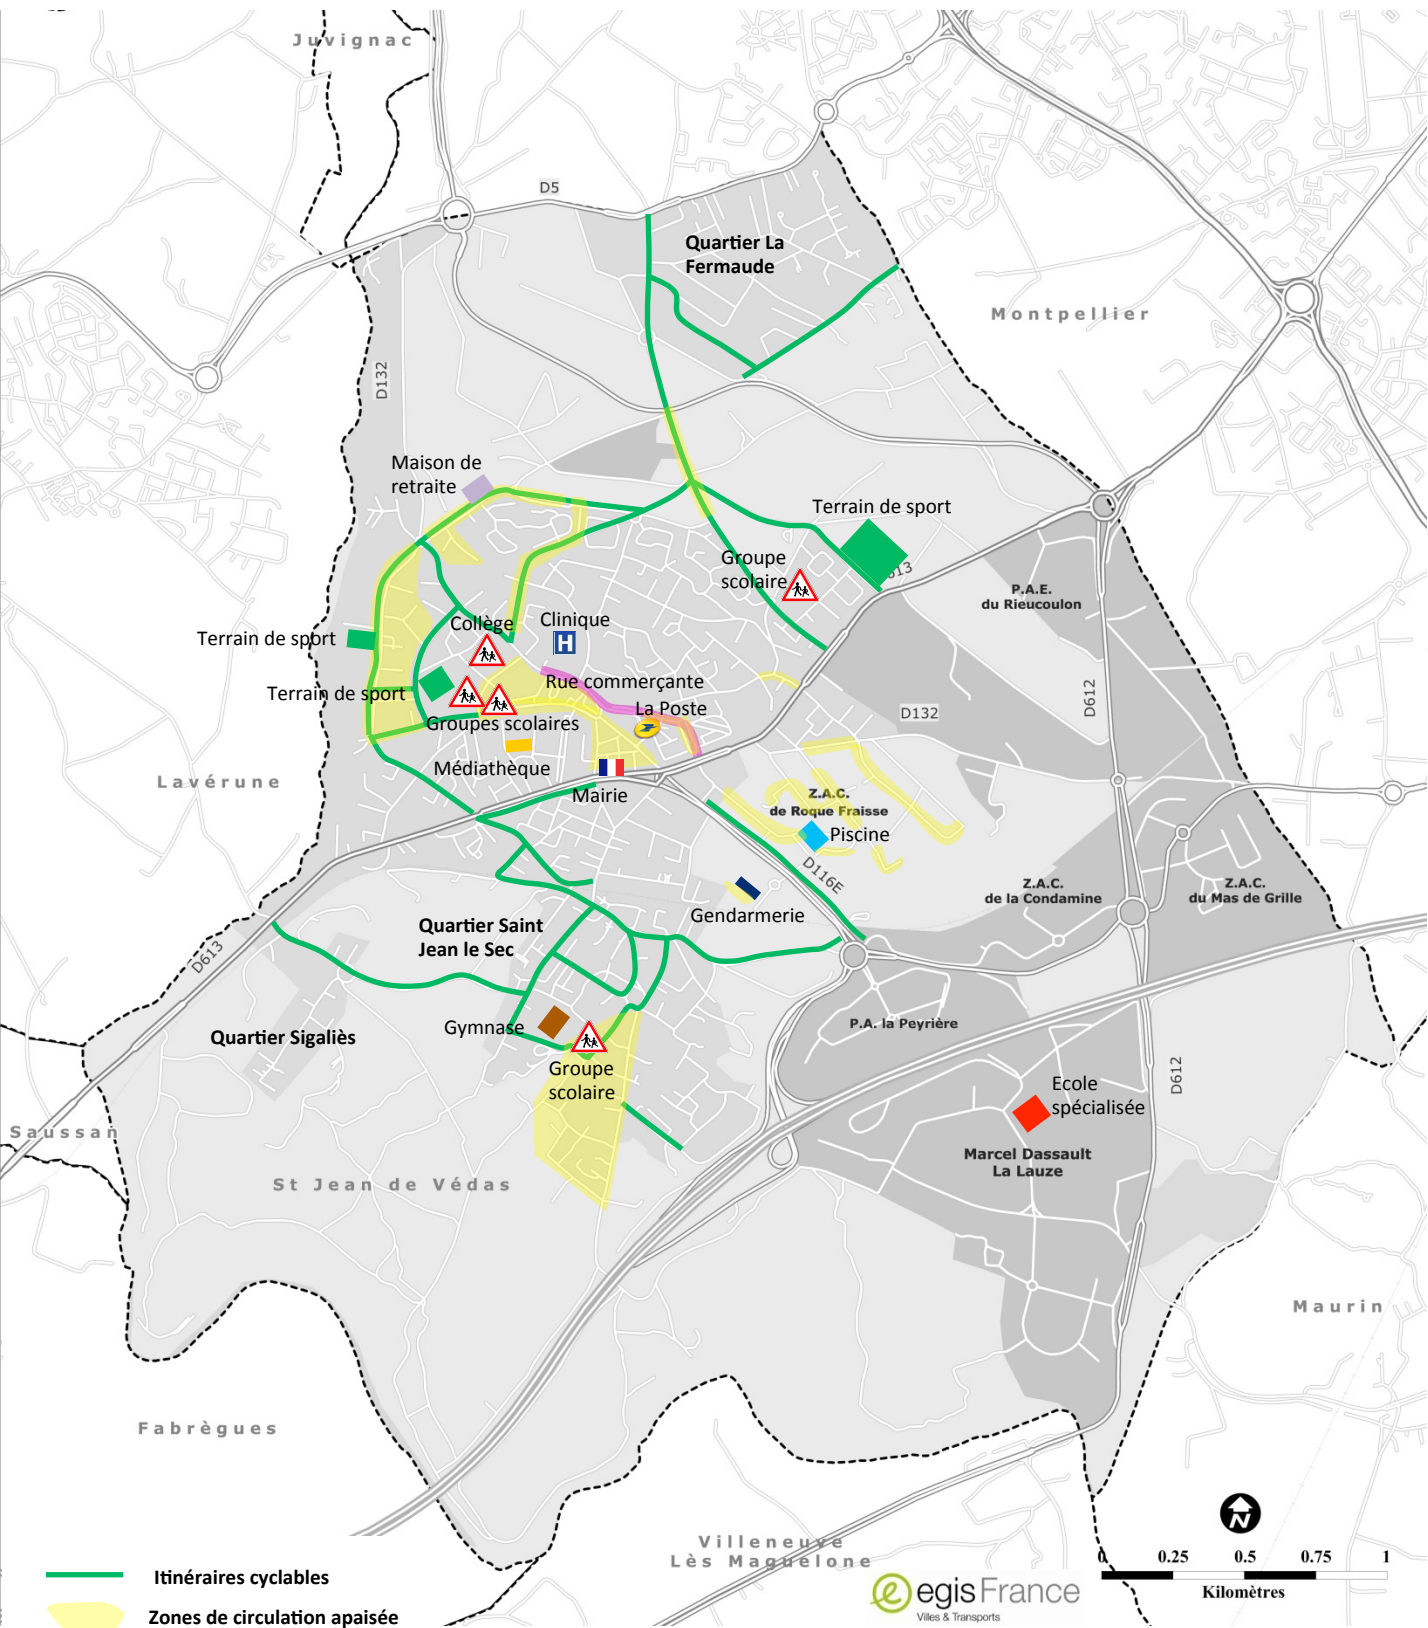 Juvignac
D5
Quartier La
Fermaude
Montpellier
D132
Maison de
retraite
Terrain de sport
Groupe
scolaire
D613
P.A.E.
du Rieucoulon
Collège
Clinique
H
Terrain de sport
Terrain de sport
Rue commerçante
La Poste
Groupes scolaires
D612
D132
Médiathèque
Lavérune
Mairie
Z.A.C.
de Roque Fraisse
Piscine
D116E
Z.A.C.
de la Condamine
Z.A.C.
du Mas de Grille
Gendarmerie
Quartier Saint
Jean le Sec
D613
Gymnase
P.A. la Peyrière
Quartier Sigaliès
Groupe
scolaire
D612
Ecole
spécialisée
Saussan
Marcel Dassault
La Lauze
St Jean de Védas
Maurin
Fabrègues
N
Villeneuve
Lès Maguelone
0 0.25 0.5 0.75 1
Kilomètres
egis France
Villes & Transports
Itinéraires cyclables
Zones de circulation apaisée